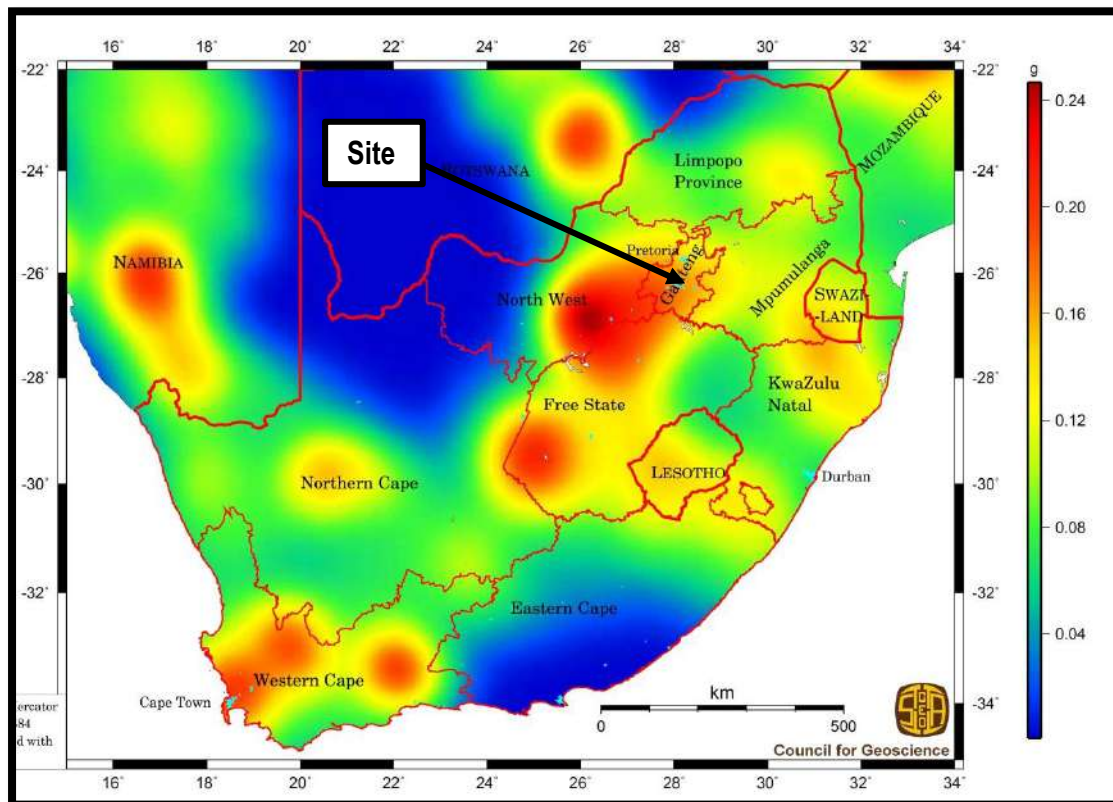 16° 18° 20° 22° 24° 26° 28° 30° 32° 34°
-22° -22°
g
0.24
0.20
0.16
0.12
0.08
0.04
Site
BOTSWANA
Limpopo
Province
MOZAMBIQUE
-24° -24°
Pretoria
Gauteng
Mpumulanga
NAMIBIA
-26° -26°
North West
SWAZI
-LAND
-28° -28°
Free State
KwaZulu
Natal
Northern Cape
LESOTHO
Durban
-30° -30°
-32° -32°
Eastern Cape
Western Cape
Cape Town
km
0 500
-34° -34°
ercator
84
d with
Council for Geoscience
16° 18° 20° 22° 24° 26° 28° 30° 32° 34°